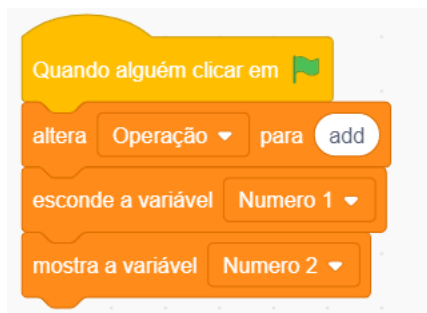 Quando alguém clicar em
altera Operação para add
esconde a variável Numero 1
mostra a variável Numero 2